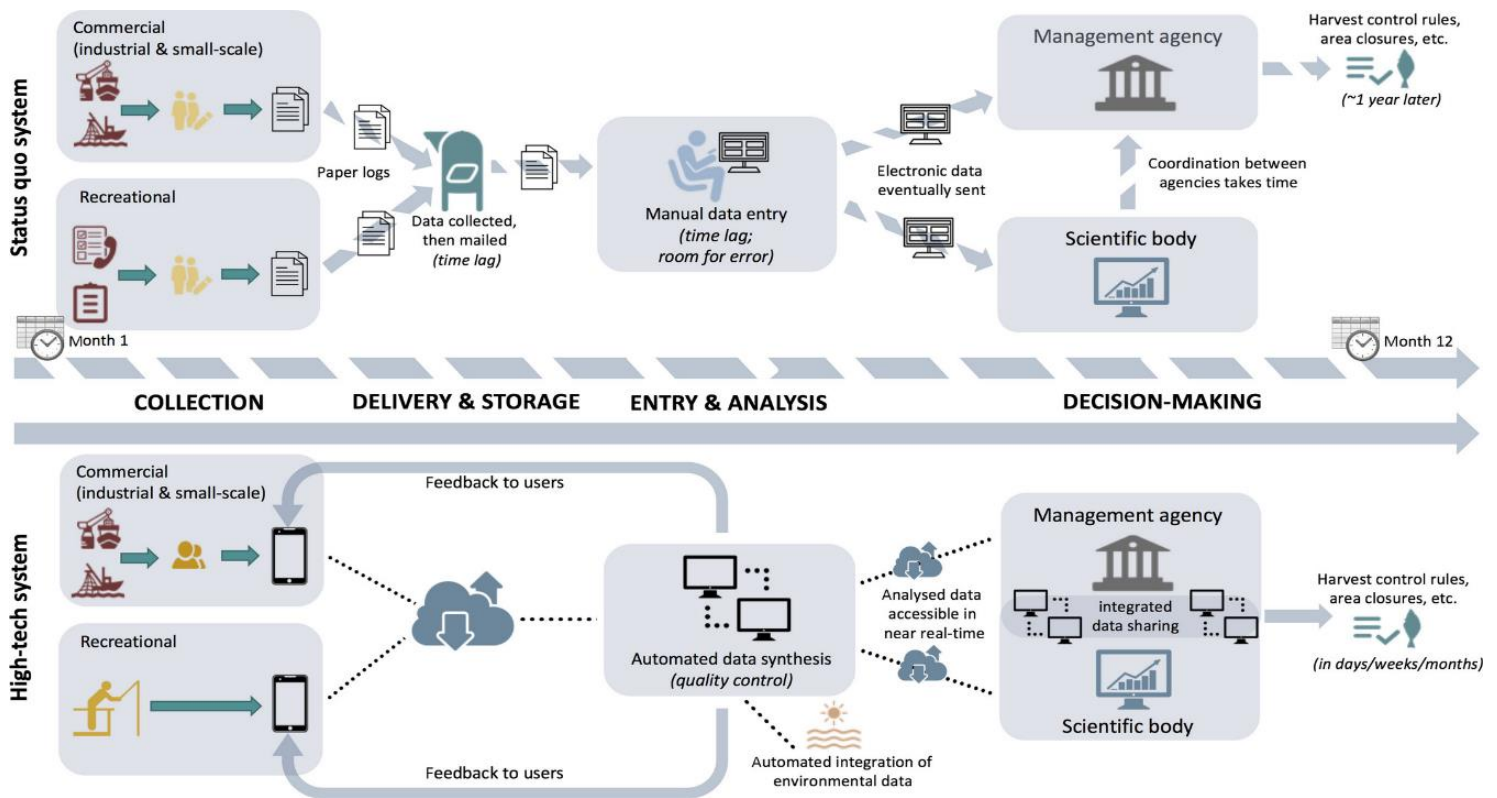 Status quo system
Commercial
(industrial & small-scale)
Paper logs
Recreational
Data collected,
then mailed
(time lag)
Manual data entry
(time lag;
room for error)
Electronic data
eventually sent
Management agency
Coordination between
agencies takes time
Scientific body
Harvest control rules,
area closures, etc.
(~1 year later)
Month 1
Month 12
COLLECTION
DELIVERY & STORAGE
ENTRY & ANALYSIS
DECISION-MAKING
High-tech system
Commercial
(industrial & small-scale)
Recreational
Feedback to users
Automated data synthesis
(quality control)
Feedback to users
Automated integration of
environmental data
Analysed data
accessible in
near real-time
Management agency
integrated
data sharing
Scientific body
Harvest control rules,
area closures, etc.
(in days/weeks/months)